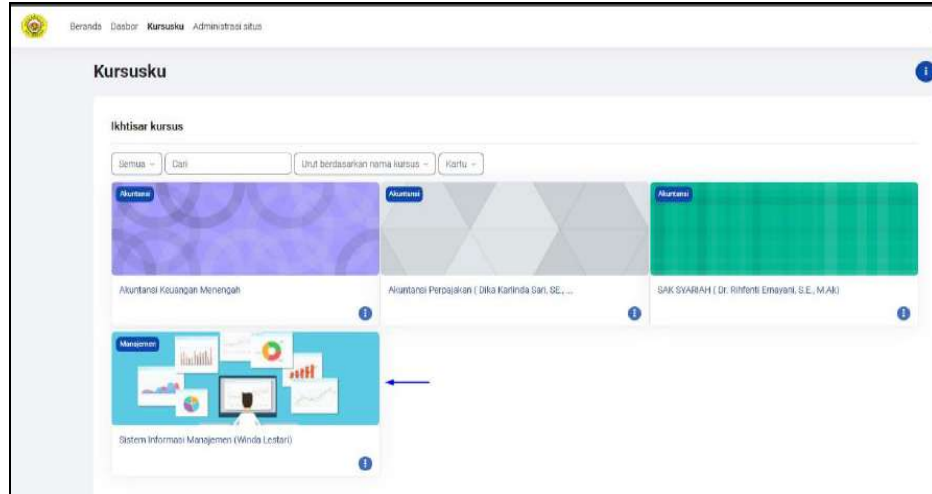 Beranda Dasbor Kursusku Administrasi situs
Kursusku
Ikhtisar kursus
Semua Cari Urut berdasarkan nama kursus Kartu
Akuntansi Akuntansi Akuntansi
Akuntansi Keuangan Menengah Akuntansi Perpajakan ( Dika Karlinda Sari, SE., ... SAK SYARIAH ( Dr. Rihfenti Ernayani, S.E., M.Ak)
Manajemen
Sistem Informasi Manajemen (Winda Lestari)